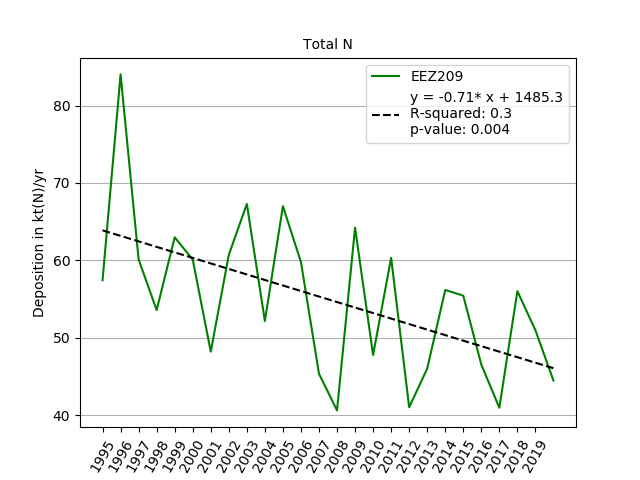 Total N
EEZ209
y = -0.71* x + 1485.3
R-squared: 0.3
p-value: 0.004
Deposition in kt(N)/yr
80
70
60
50
40
1995 1996 1997 1998 1999 2000 2001 2002 2003 2004 2005 2006 2007 2008 2009 2010 2011 2012 2013 2014 2015 2016 2017 2018 2019